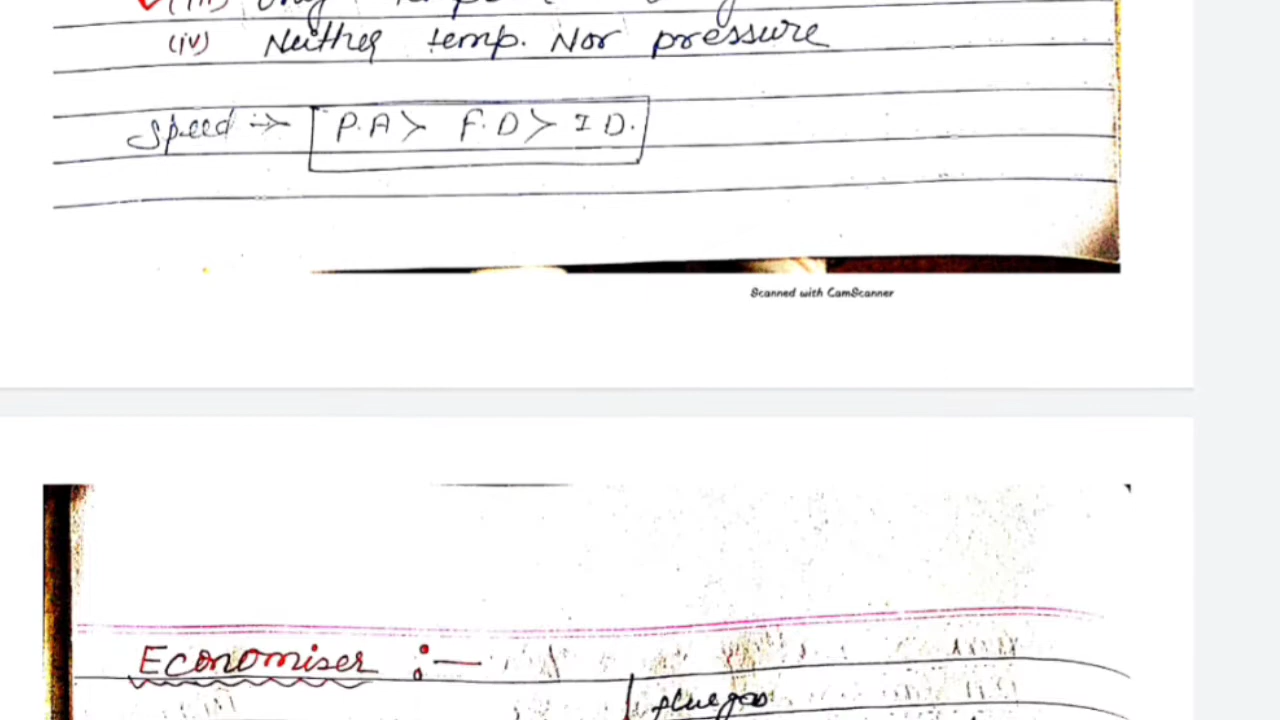 (iv) Neither temp. Nor pressure
Speed → P.A > F.D > I D.
Scanned with CamScanner
Economiser :—
flue gas